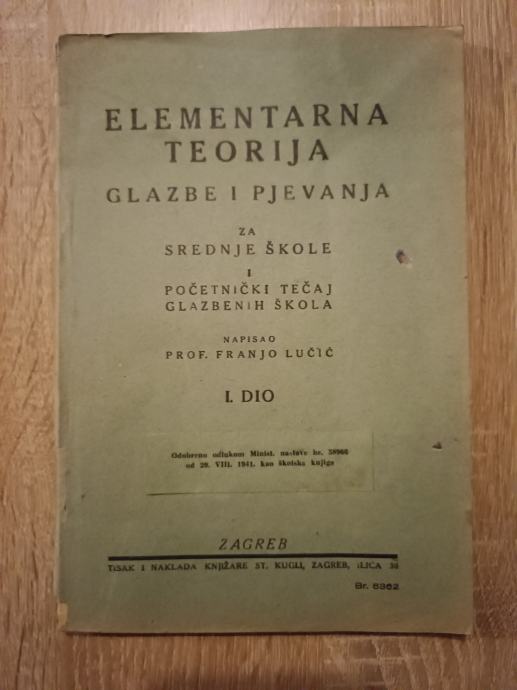 ELEMENTARNA
TEORIJA
GLAZBE I PJEVANJA
ZA
SREDNJE ŠKOLE
I
POČETNIČKI TEČAJ
GLAZBENIH ŠKOLA
NAPISAO
PROF. FRANJO LUČIĆ
I. DIO
Odobreno odlukom Minist. nastave br. 58966
od 29. VIII. 1941. kao školska knjiga
ZAGREB
TISAK I NAKLADA KNJIŽARE ST. KUGLI, ZAGREB, ILICA 30
Br. 6362